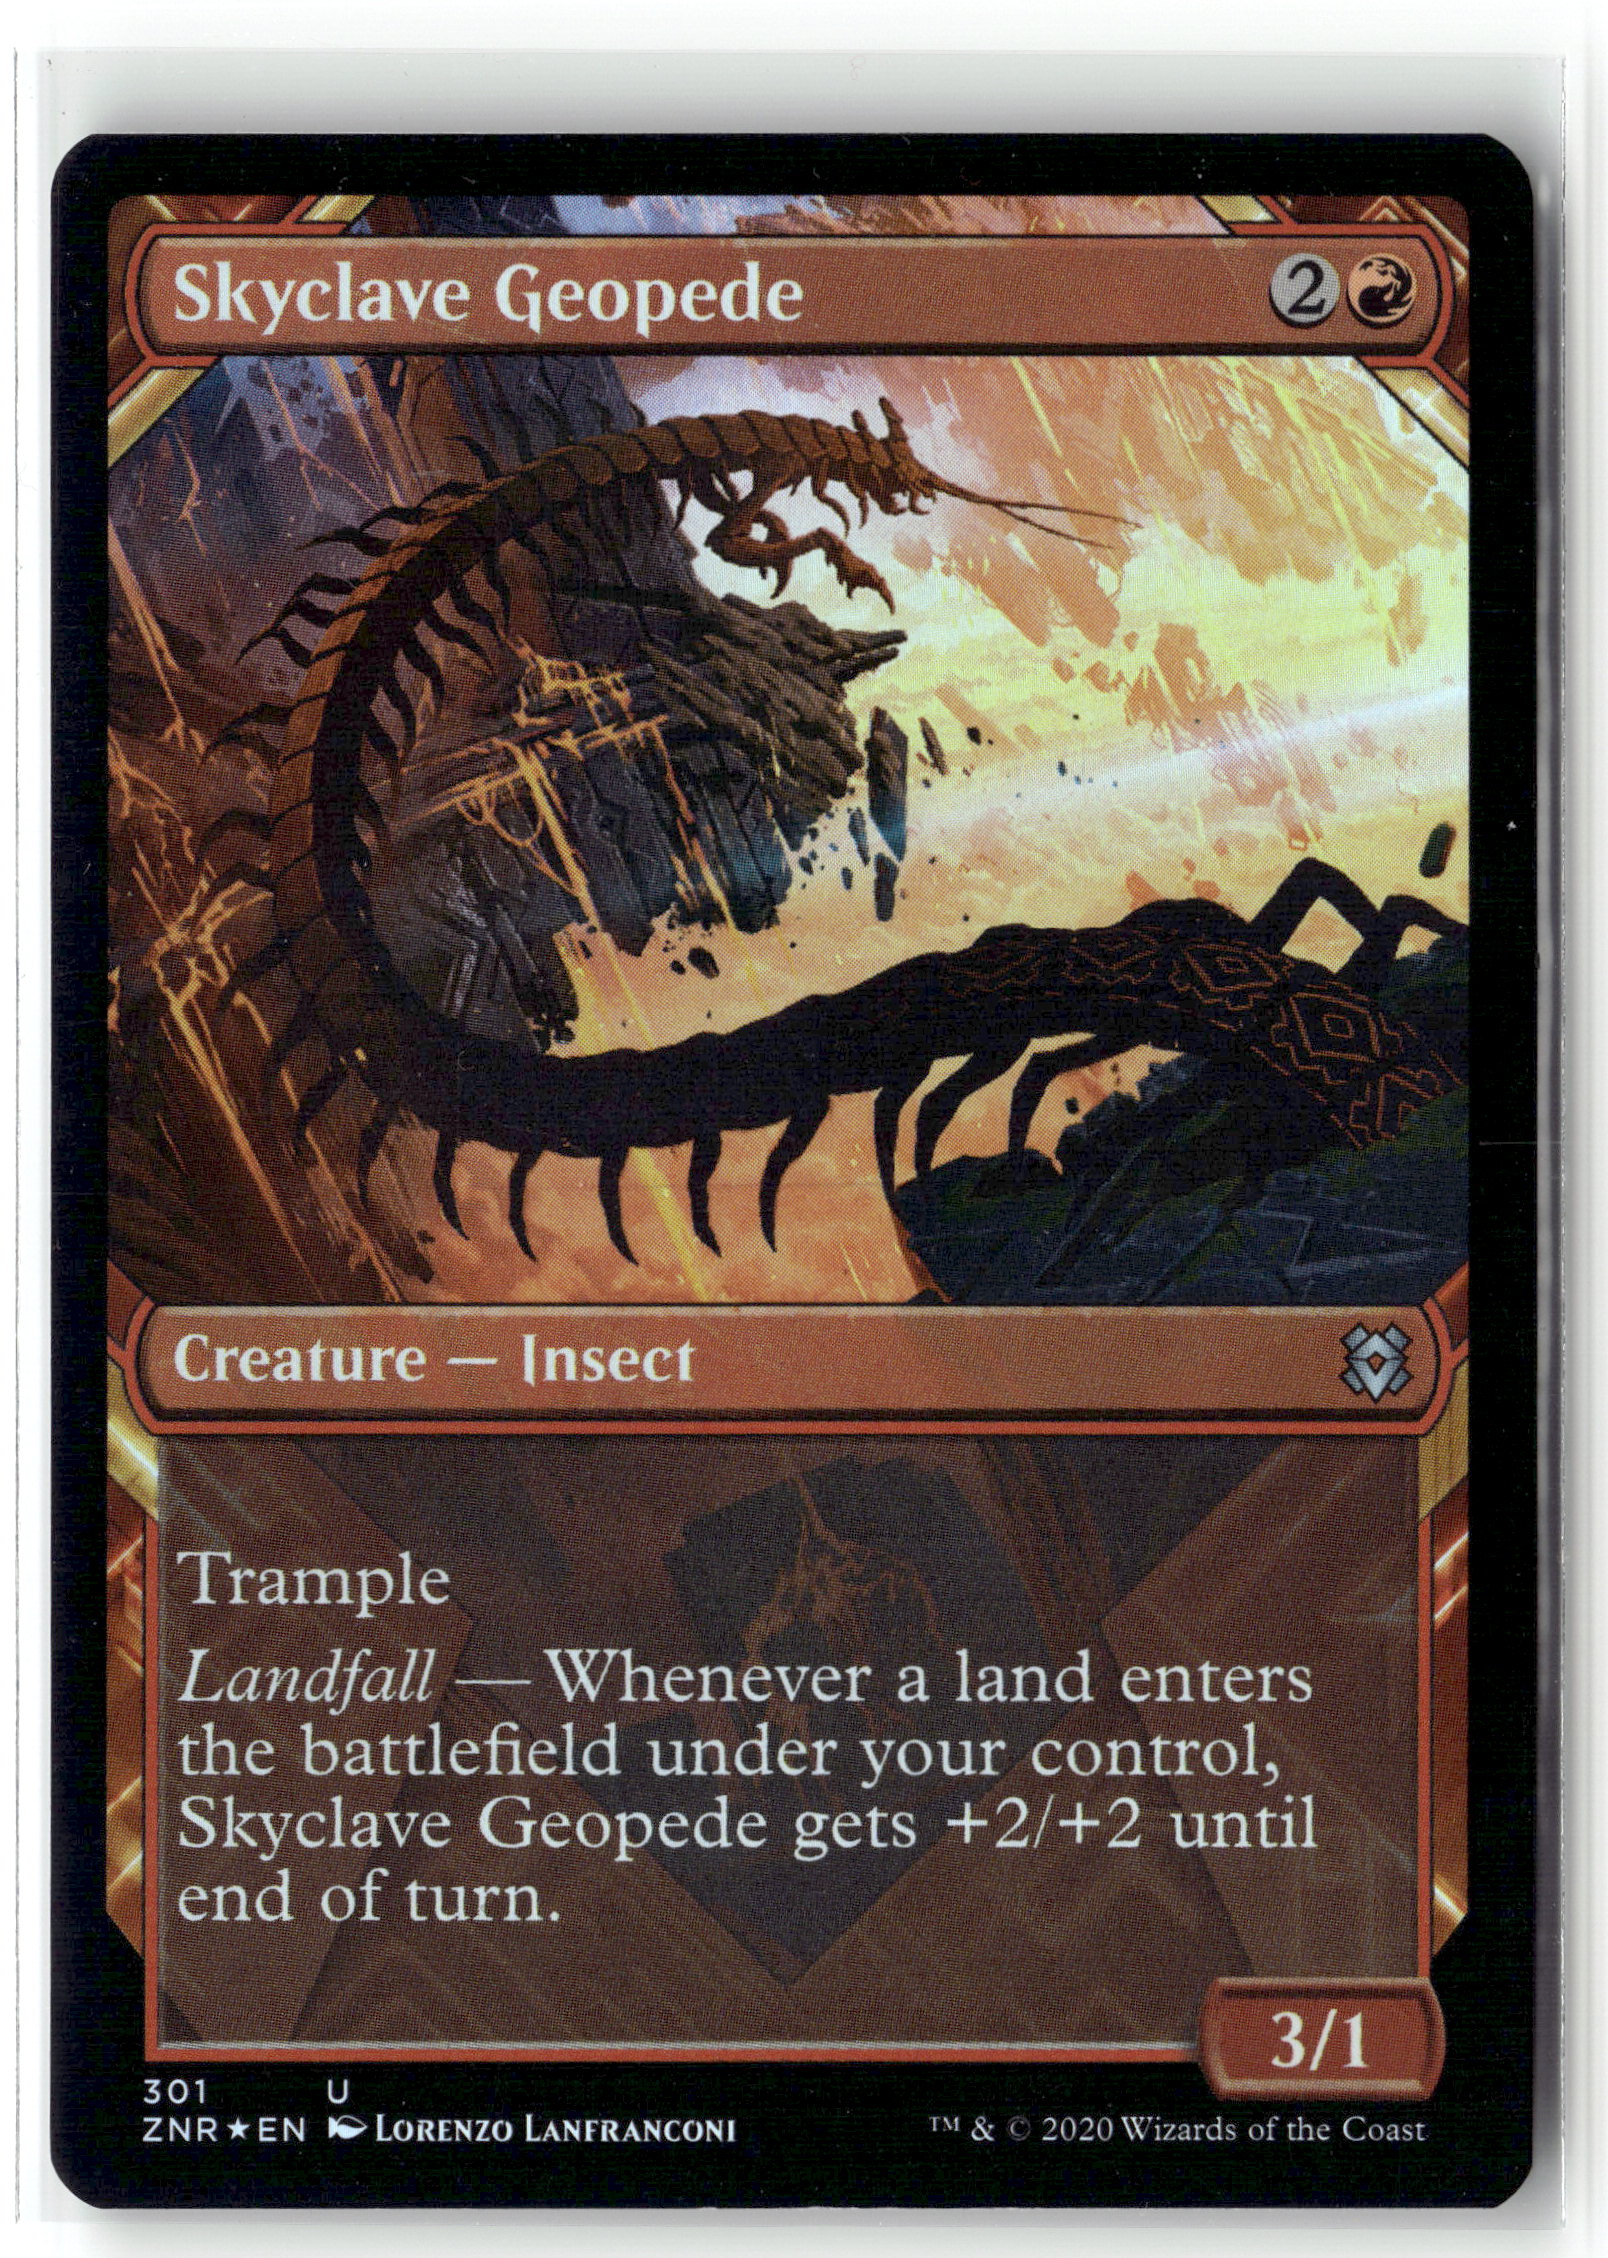 Skyclave Geopede 2
Creature — Insect
Trample
Landfall — Whenever a land enters
the battlefield under your control,
Skyclave Geopede gets +2/+2 until
end of turn.
3/1
301 U
ZNR★EN Lorenzo Lanfranconi
™ & © 2020 Wizards of the Coast